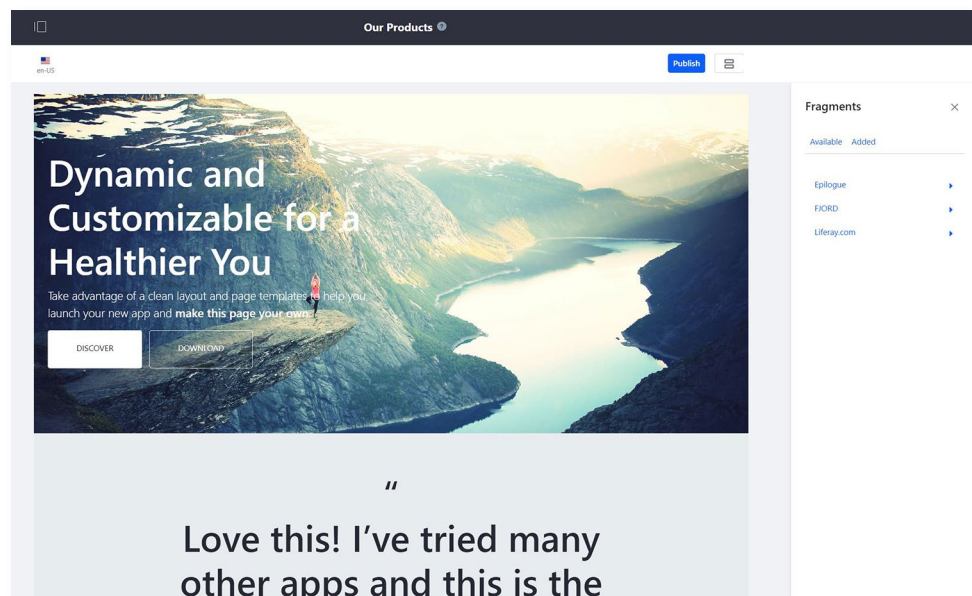 Our Products ?
en-US
Publish
Dynamic and
Customizable for a
Healthier You
Take advantage of a clean layout and page templates to help you
launch your new app and make this page your own.
DISCOVER DOWNLOAD
“
Love this! I’ve tried many
other apps and this is the
Fragments
Available Added
Epilogue
FJORD
Liferay.com